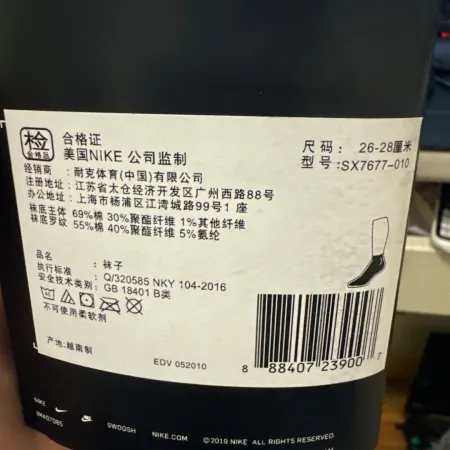 检
合格品
合格证
美国NIKE 公司监制
尺码: 26-28厘米
型号: SX7677-010
经销商 : 耐克体育(中国)有限公司
注册地址: 江苏省太仓经济开发区广州西路88号
办公地址: 上海市杨浦区江湾城路99号1 座
袜底主体 69%棉 30%聚酯纤维 1%其他纤维
袜底罗纹 55%棉 40%聚酯纤维 5%氨纶
品名: 袜子
执行标准: Q/320585 NKY 104-2016
安全技术类别: GB 18401 B类
不可使用柔软剂
产地: 越南制
EDV 052010
8 88407 23900 7
NIKE
SWOOSH
NIKE.COM
©2019 NIKE ALL RIGHTS RESERVED.